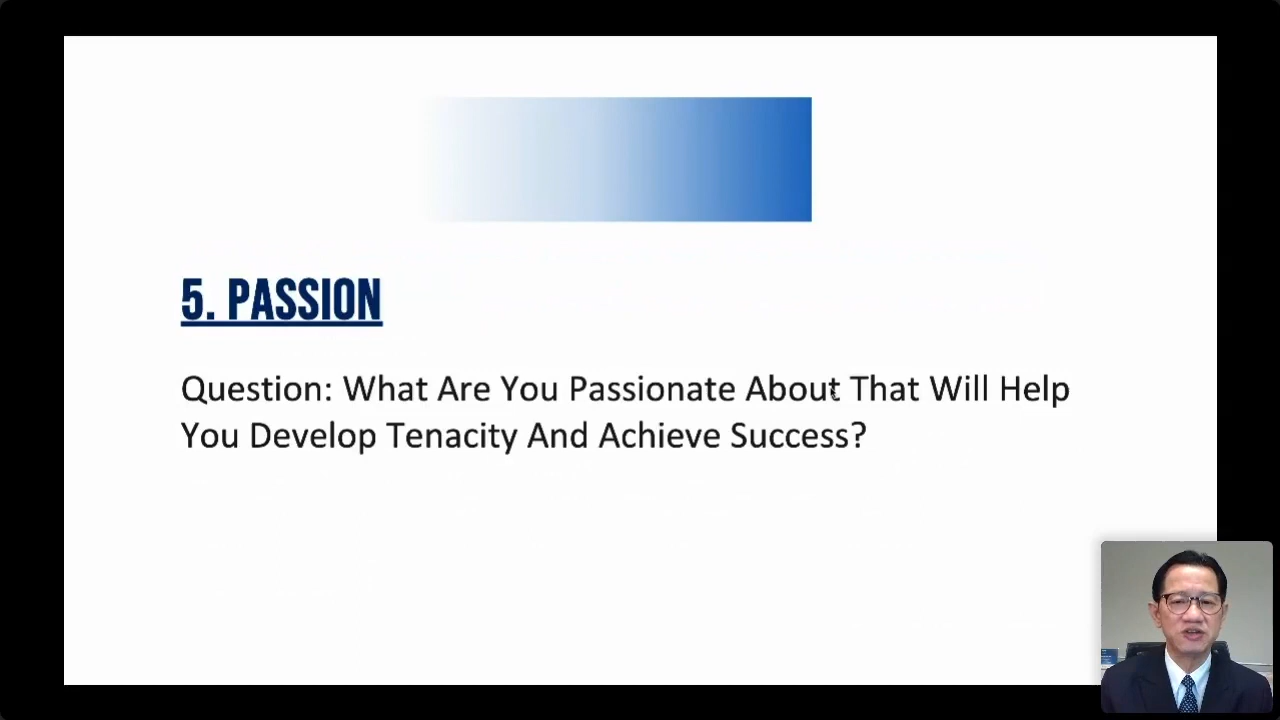 5. PASSION
Question: What Are You Passionate About That Will Help
You Develop Tenacity And Achieve Success?